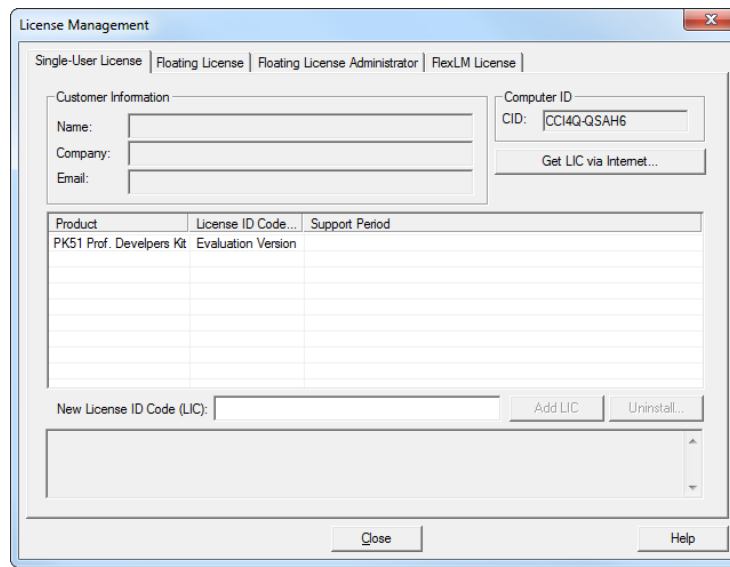 License Management
Single-User License Floating License Floating License Administrator FlexLM License
Customer Information
Name:
Company:
Email:
Computer ID
CID: CCI4Q-QSAH6
Get LIC via Internet...
Product License ID Code... Support Period
PK51 Prof. Develpers Kit Evaluation Version
New License ID Code (LIC): Add LIC Uninstall...
Close Help